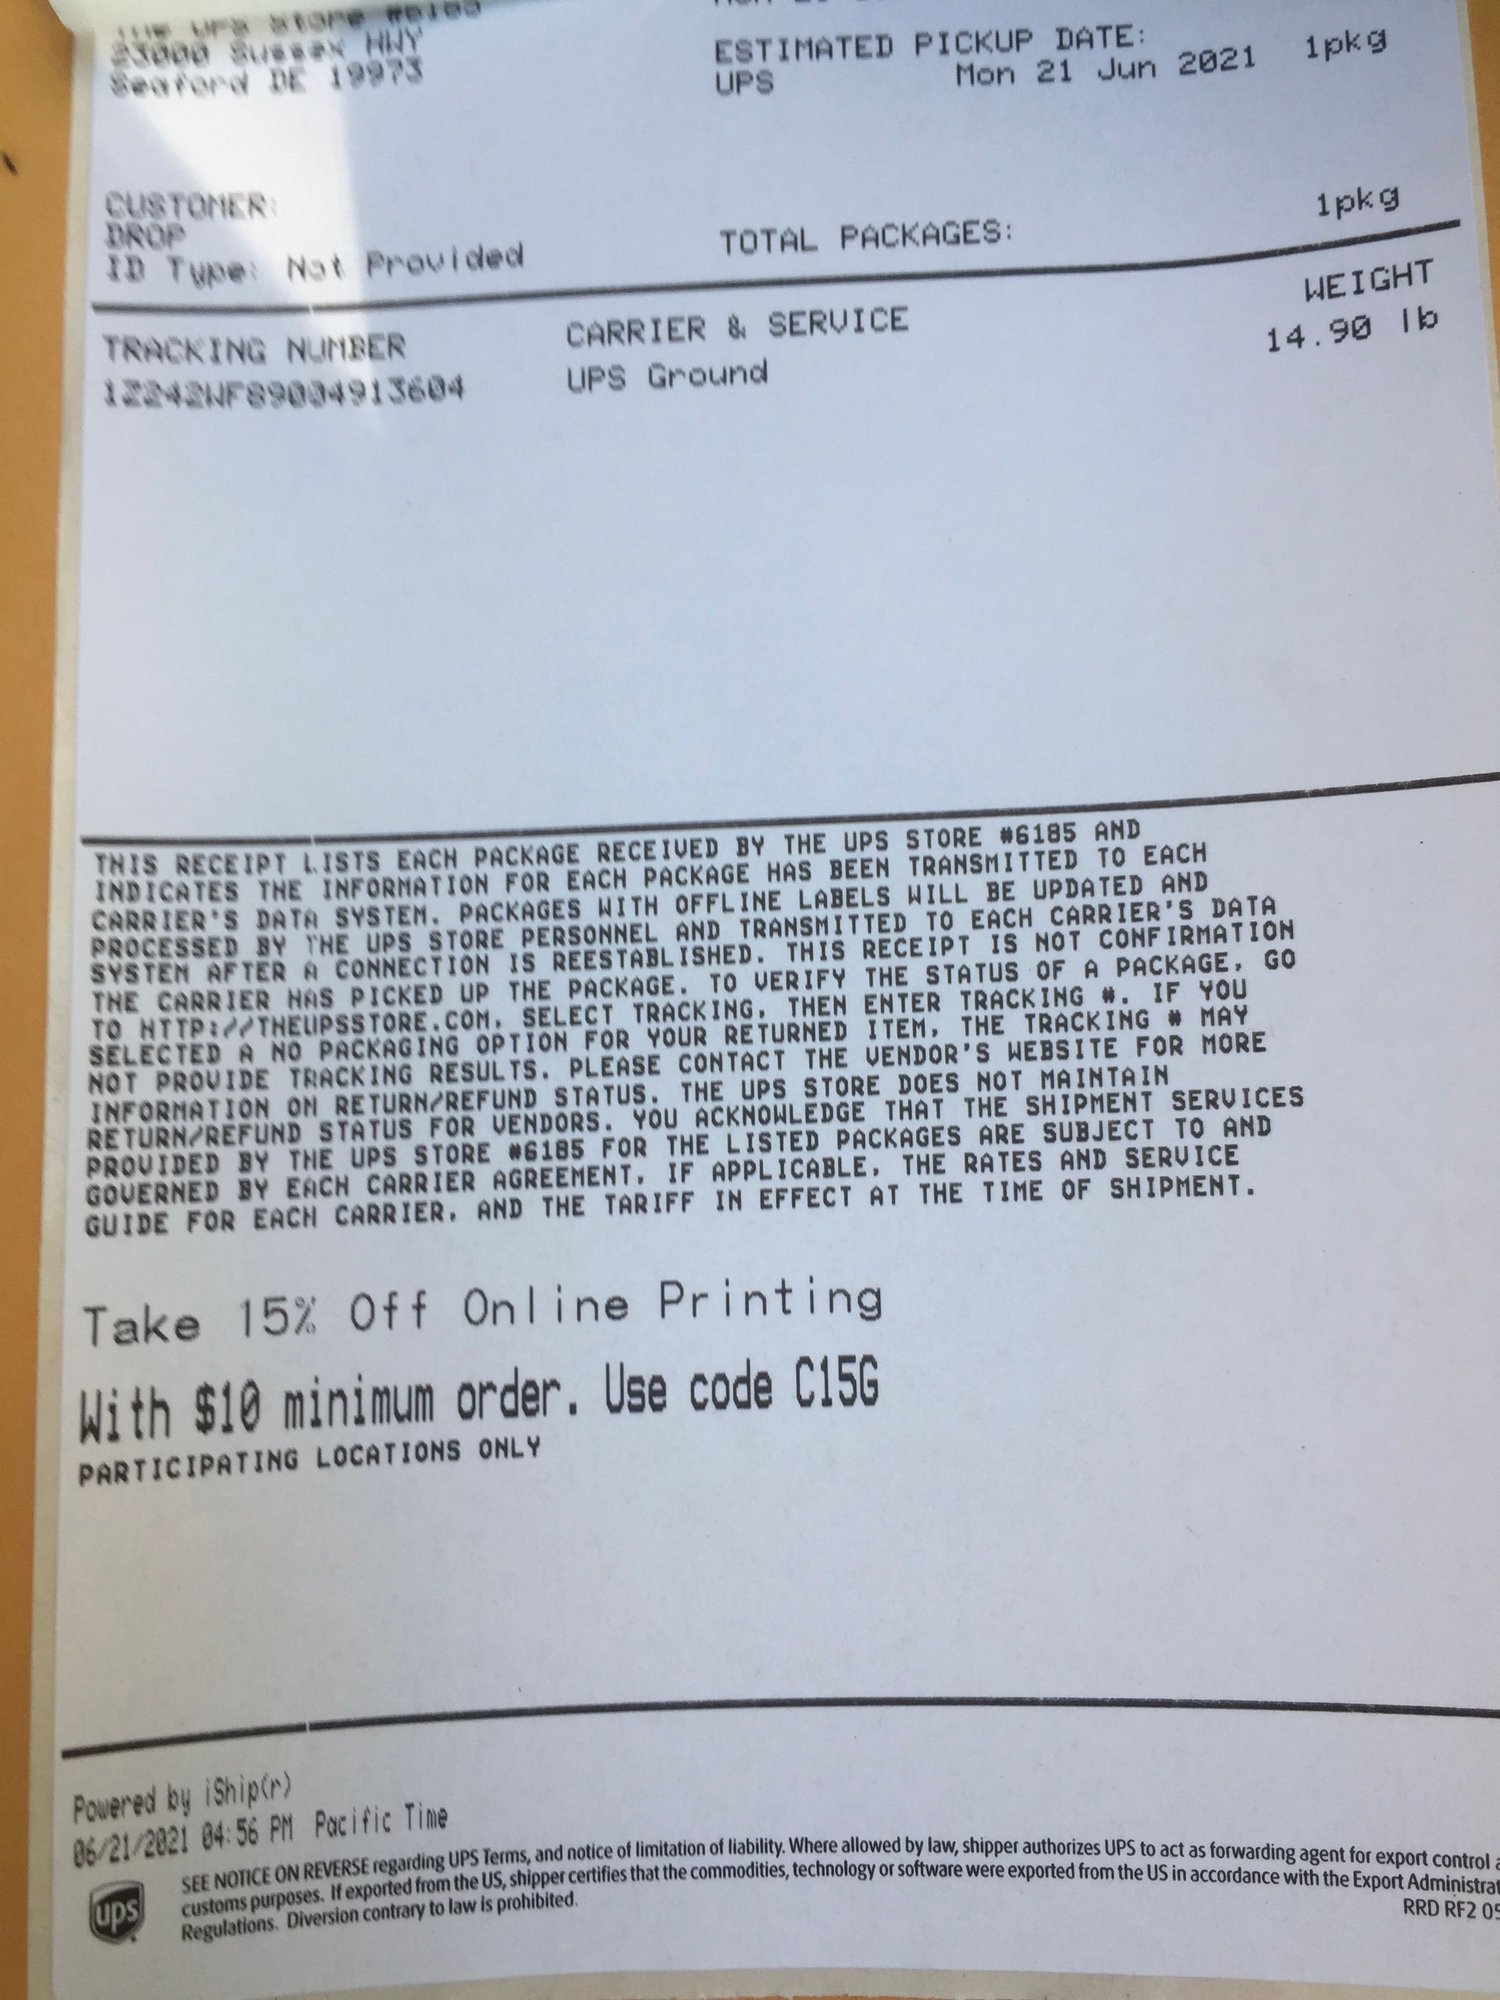 The UPS Store #6185
23000 Sussex HWY
Seaford DE 19973
ESTIMATED PICKUP DATE:
UPS Mon 21 Jun 2021 1pkg
CUSTOMER:
DROP
ID Type: Not Provided
TOTAL PACKAGES: 1pkg
TRACKING NUMBER CARRIER & SERVICE WEIGHT
1Z242WF89004913604 UPS Ground 14.90 lb
THIS RECEIPT LISTS EACH PACKAGE RECEIVED BY THE UPS STORE #6185 AND
INDICATES THE INFORMATION FOR EACH PACKAGE HAS BEEN TRANSMITTED TO EACH
CARRIER'S DATA SYSTEM. PACKAGES WITH OFFLINE LABELS WILL BE UPDATED AND
PROCESSED BY THE UPS STORE PERSONNEL AND TRANSMITTED TO EACH CARRIER'S DATA
SYSTEM AFTER A CONNECTION IS REESTABLISHED. THIS RECEIPT IS NOT CONFIRMATION
THE CARRIER HAS PICKED UP THE PACKAGE. TO VERIFY THE STATUS OF A PACKAGE, GO
TO HTTP://THEUPSSTORE.COM, SELECT TRACKING, THEN ENTER TRACKING #. IF YOU
SELECTED A NO PACKAGING OPTION FOR YOUR RETURNED ITEM, THE TRACKING # MAY
NOT PROVIDE TRACKING RESULTS. PLEASE CONTACT THE VENDOR'S WEBSITE FOR MORE
INFORMATION ON RETURN/REFUND STATUS. THE UPS STORE DOES NOT MAINTAIN
RETURN/REFUND STATUS FOR VENDORS. YOU ACKNOWLEDGE THAT THE SHIPMENT SERVICES
PROVIDED BY THE UPS STORE #6185 FOR THE LISTED PACKAGES ARE SUBJECT TO AND
GOVERNED BY EACH CARRIER AGREEMENT, IF APPLICABLE, THE RATES AND SERVICE
GUIDE FOR EACH CARRIER, AND THE TARIFF IN EFFECT AT THE TIME OF SHIPMENT.
Take 15% Off Online Printing
With $10 minimum order. Use code C15G
PARTICIPATING LOCATIONS ONLY
Powered by iShip(r)
06/21/2021 04:56 PM Pacific Time
SEE NOTICE ON REVERSE regarding UPS Terms, and notice of limitation of liability. Where allowed by law, shipper authorizes UPS to act as forwarding agent for export control
customs purposes. If exported from the US, shipper certifies that the commodities, technology or software were exported from the US in accordance with the Export Administrat
Regulations. Diversion contrary to law is prohibited.
RRD RF2 05
ups